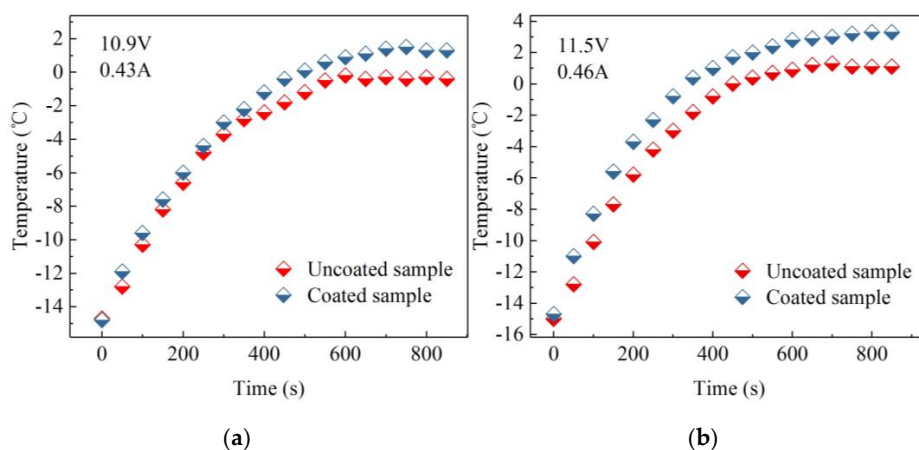 10.9V
0.43A
Temperature (℃)
2
0
-2
-4
-6
-8
-10
-12
-14
Uncoated sample
Coated sample
0 200 400 600 800
Time (s)
(a)
11.5V
0.46A
Temperature (℃)
4
2
0
-2
-4
-6
-8
-10
-12
-14
-16
Uncoated sample
Coated sample
0 200 400 600 800
Time (s)
(b)